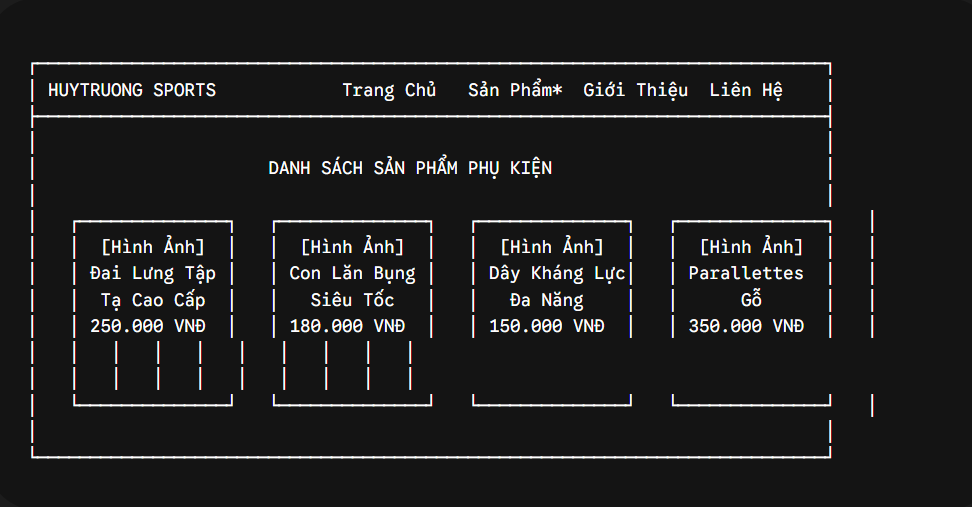 HUYTRUONG SPORTS Trang Chủ Sản Phẩm* Giới Thiệu Liên Hệ
DANH SÁCH SẢN PHẨM PHỤ KIỆN
[Hình Ảnh] [Hình Ảnh] [Hình Ảnh] [Hình Ảnh]
Đai Lưng Tập Con Lăn Bụng Dây Kháng Lực Parallettes
Tạ Cao Cấp Siêu Tốc Đa Năng Gỗ
250.000 VNĐ 180.000 VNĐ 150.000 VNĐ 350.000 VNĐ